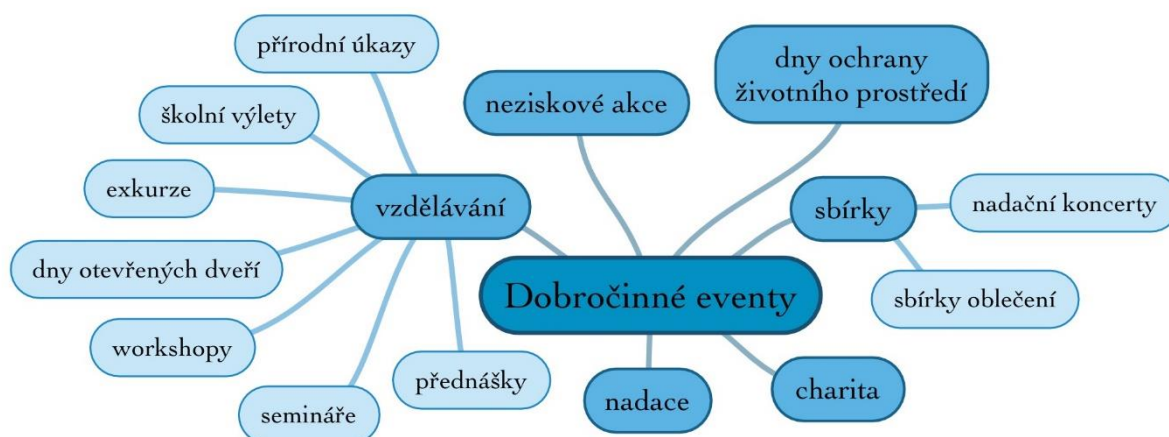 přírodní úkazy
školní výlety
exkurze
dny otevřených dveří
workshopy
semináře
přednášky
vzdělávání
neziskové akce
dny ochrany
životního prostředí
sbírky
nadační koncerty
sbírky oblečení
Dobročinné eventy
nadace
charita